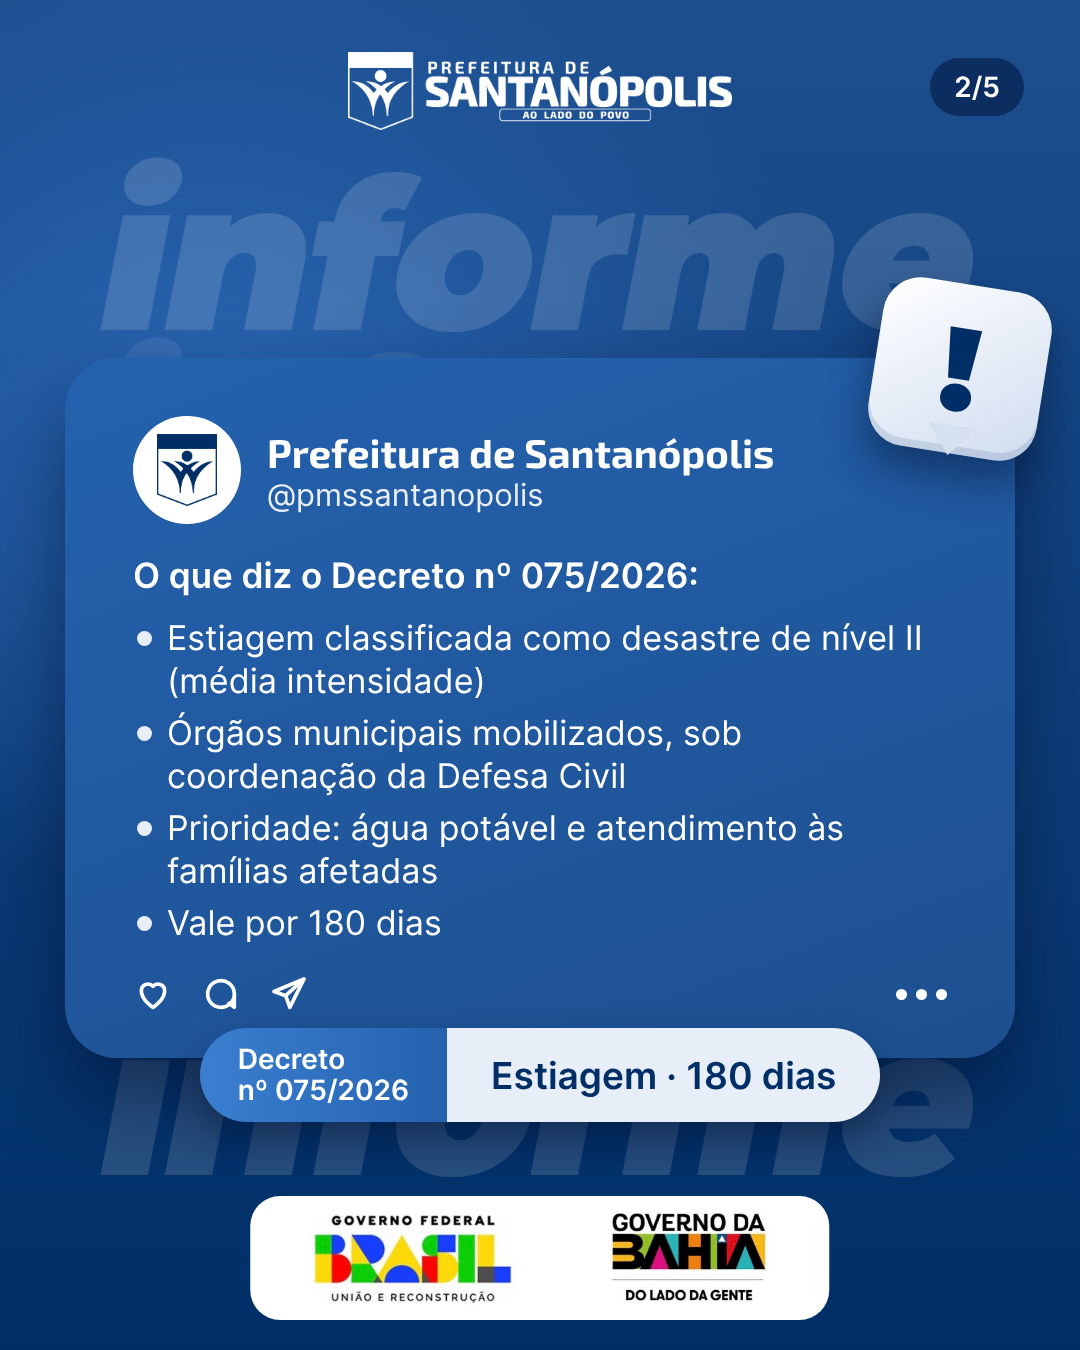 PREFEITURA DE
SANTANÓPOLIS
AO LADO DO POVO
2/5
informe
!
Prefeitura de Santanópolis
@pmssantanopolis
O que diz o Decreto nº 075/2026:
• Estiagem classificada como desastre de nível II
(média intensidade)
• Órgãos municipais mobilizados, sob
coordenação da Defesa Civil
• Prioridade: água potável e atendimento às
famílias afetadas
• Vale por 180 dias
Decreto
nº 075/2026
Estiagem · 180 dias
informe
GOVERNO FEDERAL
BRASIL
UNIÃO E RECONSTRUÇÃO
GOVERNO DA
BAHIA
DO LADO DA GENTE